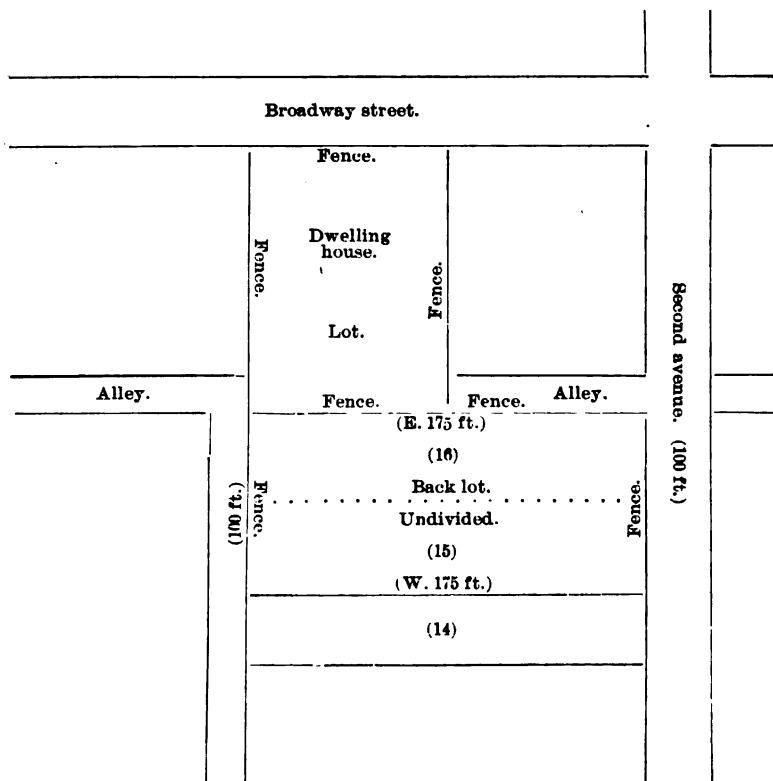 Broadway street.
Fence.
Dwelling
house.
Fence.
Fence.
Lot.
Second avenue. (100 ft.)
Alley.
Fence.
Fence.
Alley.
(E. 175 ft.)
(16)
Back lot.
Fence.
(100 ft.)
Fence.
Undivided.
(15)
(W. 175 ft.)
(14)